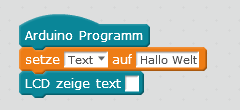 Arduino Programm
setze Text auf Hallo Welt
LCD zeige text